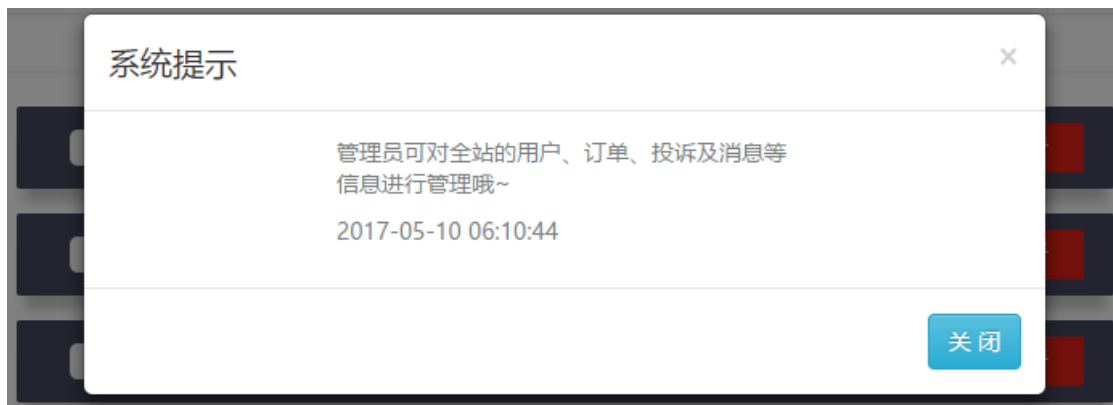 系统提示
×
管理员可对全站的用户、订单、投诉及消息等
信息进行管理哦~
2017-05-10 06:10:44
关 闭